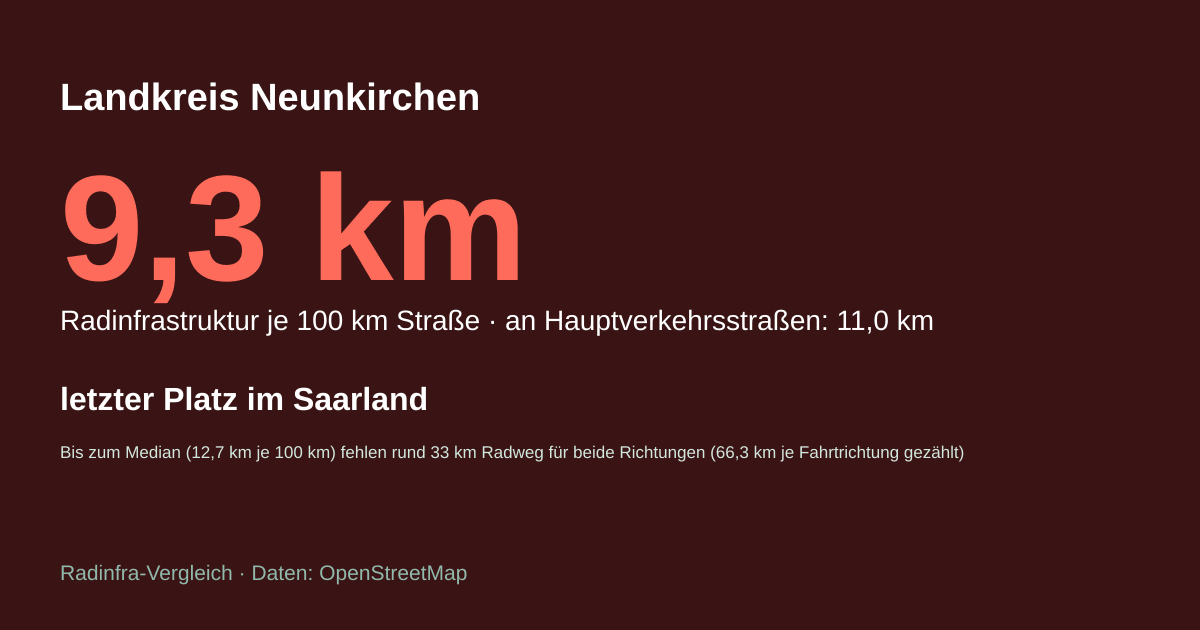 Landkreis Neunkirchen
9,3 km
Radinfrastruktur je 100 km Straße · an Hauptverkehrsstraßen: 11,0 km
letzter Platz im Saarland
Bis zum Median (12,7 km je 100 km) fehlen rund 33 km Radweg für beide Richtungen (66,3 km je Fahrtrichtung gezählt)
Radinfra-Vergleich · Daten: OpenStreetMap